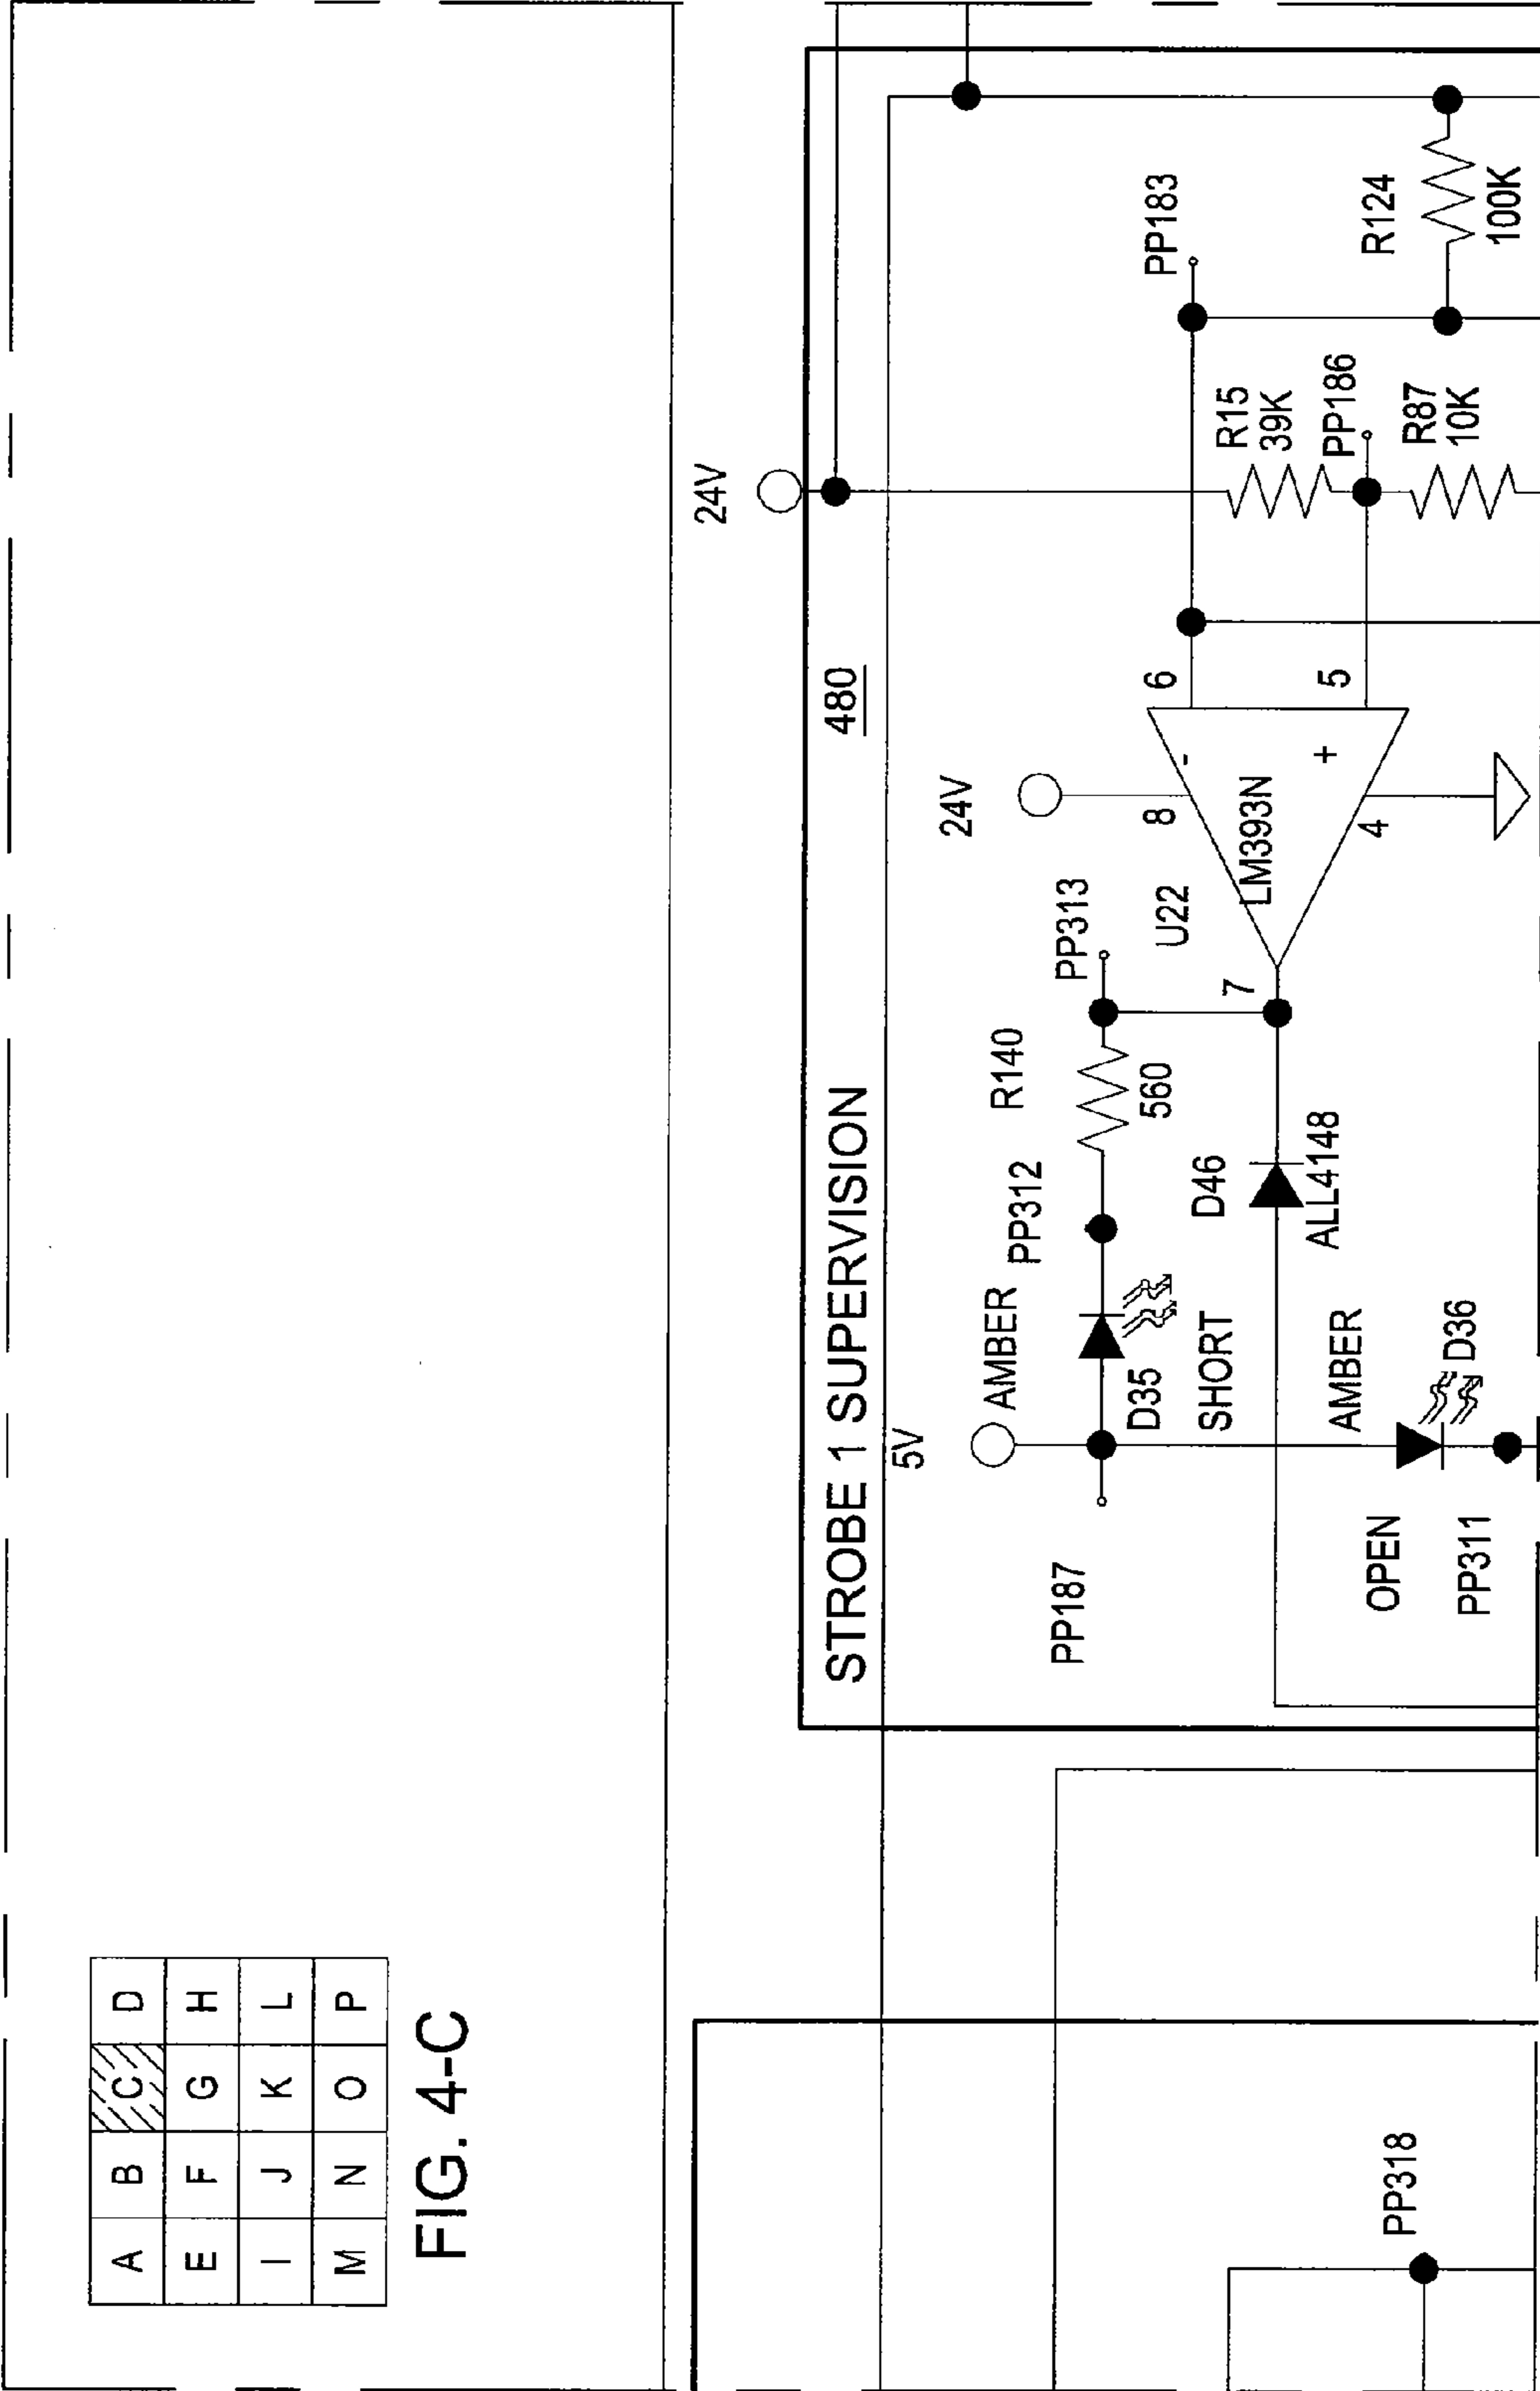 A B C D
E F G H
I J K L
M N O P
FIG. 4-C
24V
STROBE 1 SUPERVISION
480
5V
24V
AMBER
R140
PP312
PP313
PP187
D35
560
U22
6
8
PP183
SHORT
D46
7
LM393N
-
+
R15
39K
ALL4148
4
5
PP186
AMBER
R124
OPEN
R87
10K
D36
PP311
100K
PP318